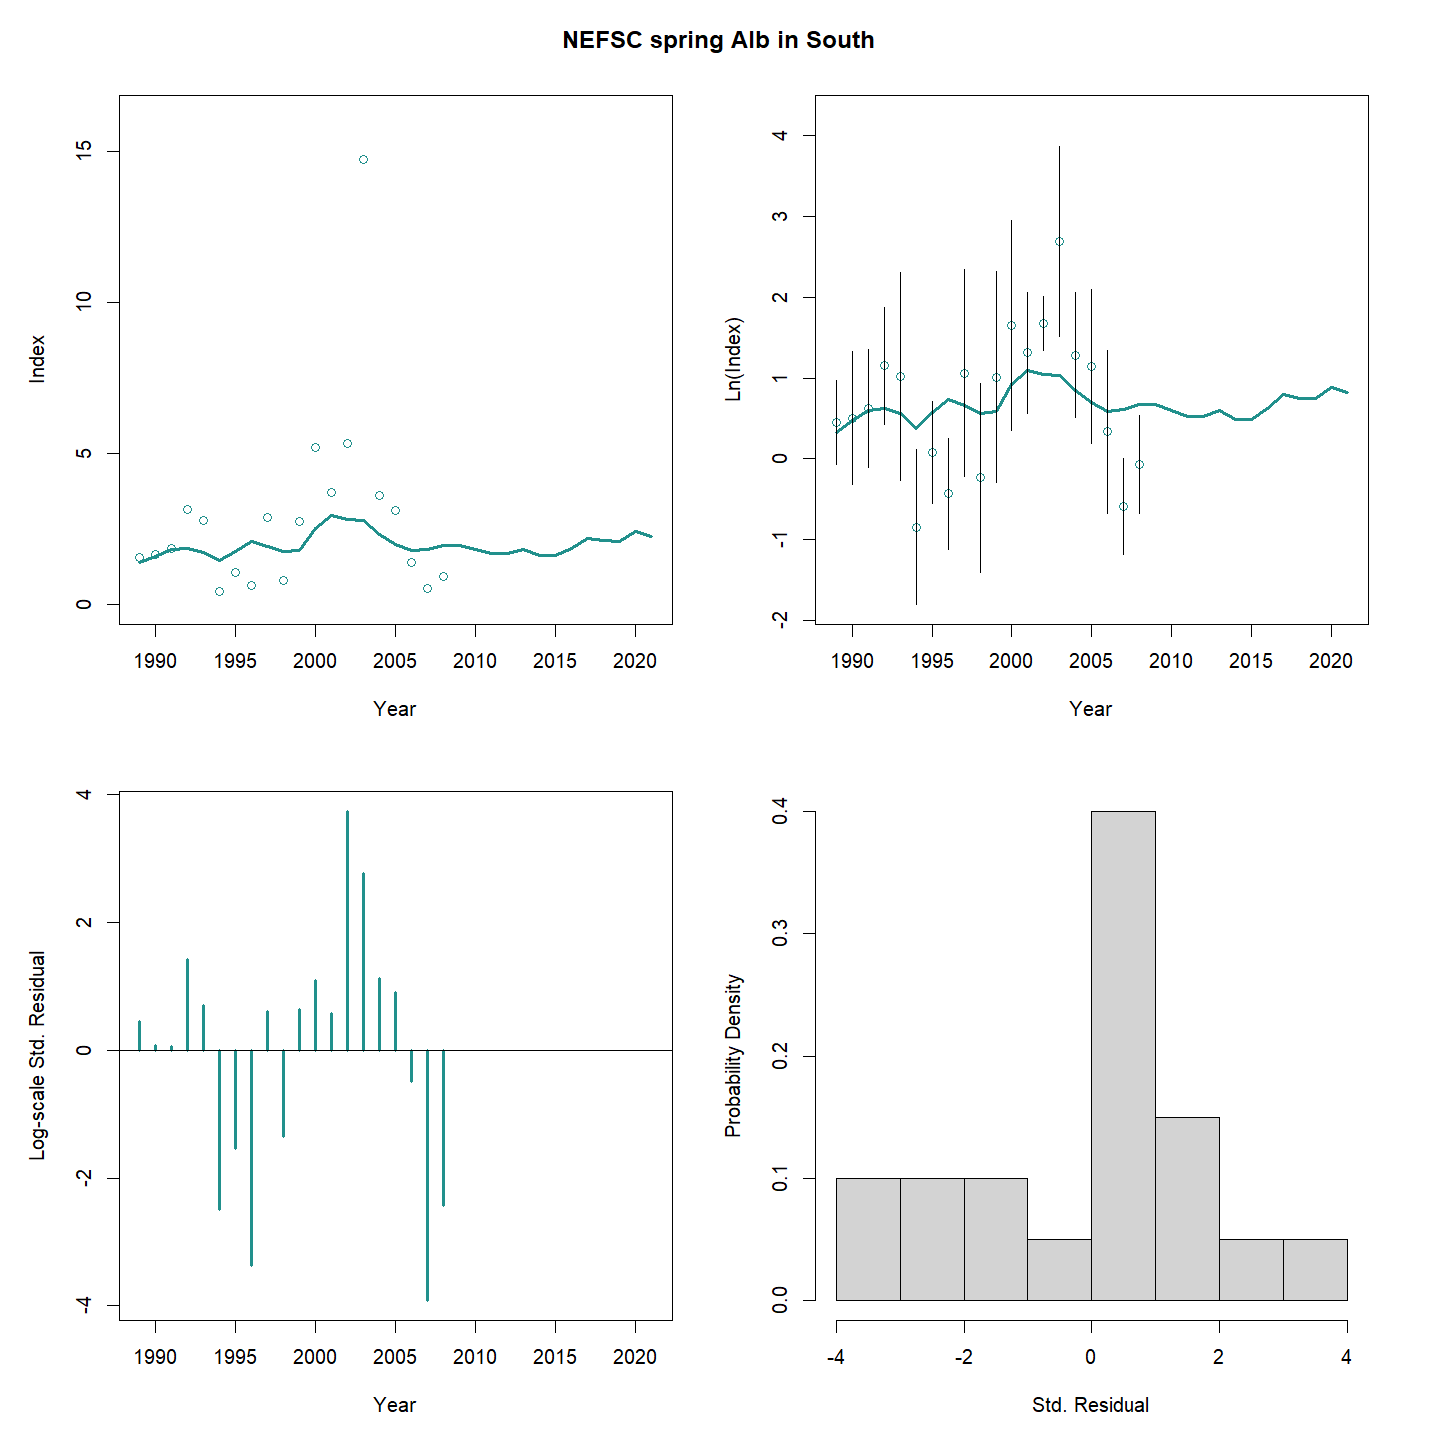 NEFSC spring Alb in South
15
10
5
0
Index
1990 1995 2000 2005 2010 2015 2020
Year
4
3
2
1
0
-1
-2
Ln(Index)
1990 1995 2000 2005 2010 2015 2020
Year
4
2
0
-2
-4
Log-scale Std. Residual
1990 1995 2000 2005 2010 2015 2020
Year
0.4
0.3
0.2
0.1
0.0
Probability Density
-4 -2 0 2 4
Std. Residual